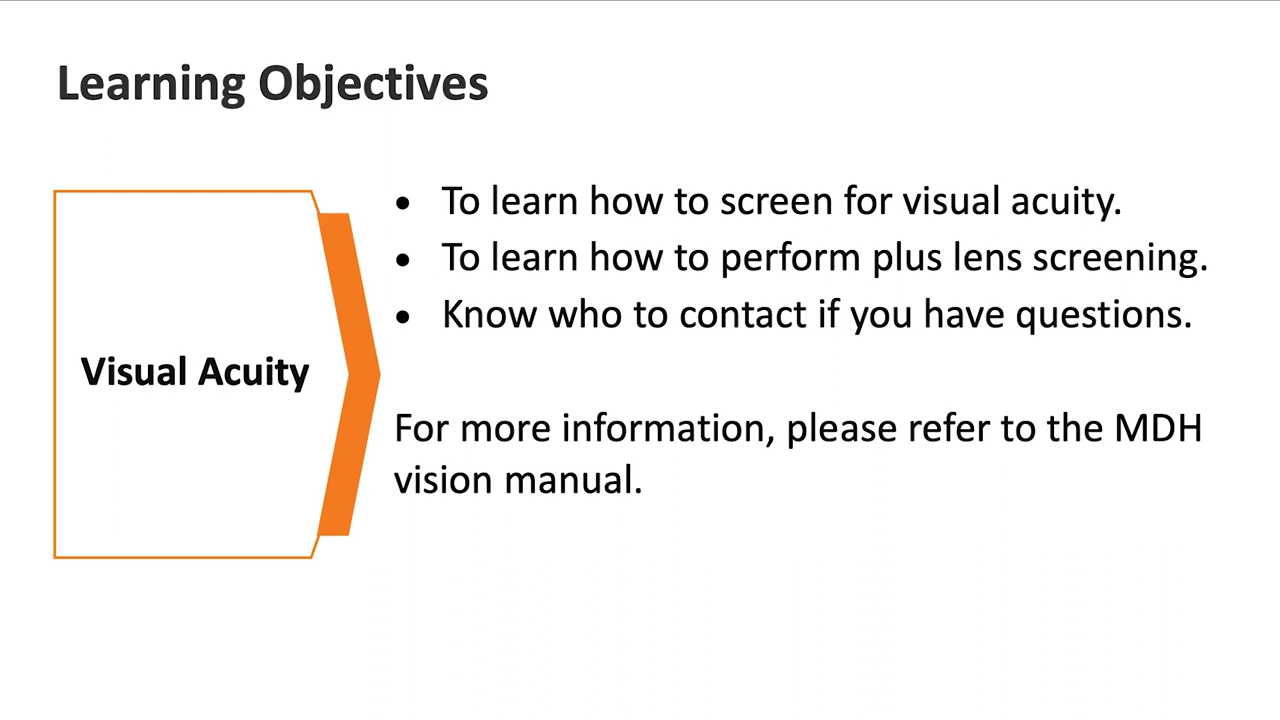 Learning Objectives
Visual Acuity
• To learn how to screen for visual acuity.
• To learn how to perform plus lens screening.
• Know who to contact if you have questions.
For more information, please refer to the MDH
vision manual.